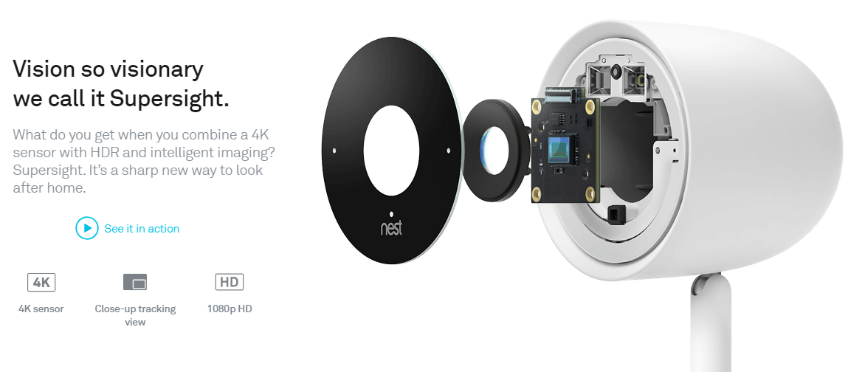 Vision so visionary
we call it Supersight.
What do you get when you combine a 4K
sensor with HDR and intelligent imaging?
Supersight. It's a sharp new way to look
after home.
See it in action
4K
HD
4K sensor
Close-up tracking
view
1080p HD
nest